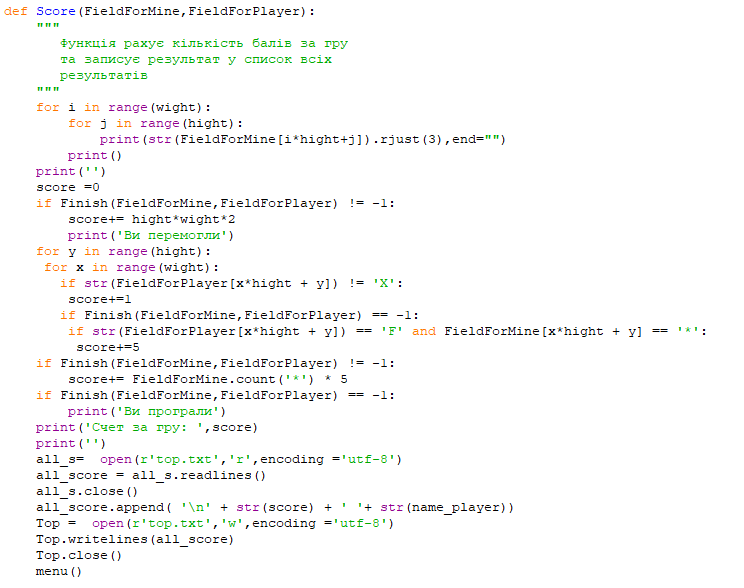 def Score(FieldForMine,FieldForPlayer):
    """
       Функція рахує кількість балів за гру
       та записує результат у список всіх
       результатів
    """
    for i in range(wight):
        for j in range(hight):
            print(str(FieldForMine[i*hight+j]).rjust(3),end="")
        print()
    print('')
    score =0
    if Finish(FieldForMine,FieldForPlayer) != -1:
        score+= hight*wight*2
        print('Ви перемогли')
    for y in range(hight):
     for x in range(wight):
       if str(FieldForPlayer[x*hight + y]) != 'X':
        score+=1
       if Finish(FieldForMine,FieldForPlayer) == -1:
        if str(FieldForPlayer[x*hight + y]) == 'F' and FieldForMine[x*hight + y] == '*':
         score+=5
    if Finish(FieldForMine,FieldForPlayer) != -1:
        score+= FieldForMine.count('*') * 5
    if Finish(FieldForMine,FieldForPlayer) == -1:
        print('Ви програли')
    print('Счет за гру: ',score)
    print('')
    all_s=  open(r'top.txt','r',encoding ='utf-8')
    all_score = all_s.readlines()
    all_s.close()
    all_score.append( '\n' + str(score) + ' '+ str(name_player))
    Top =  open(r'top.txt','w',encoding ='utf-8')
    Top.writelines(all_score)
    Top.close()
    menu()